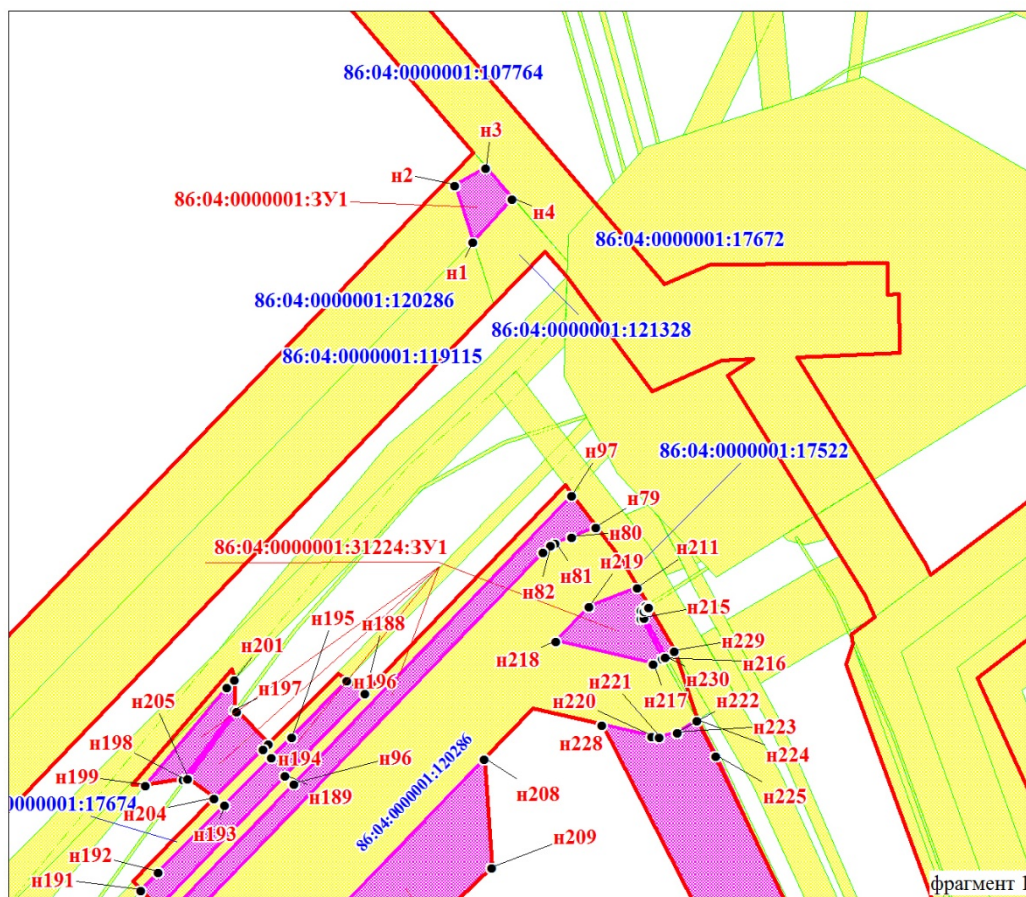 86:04:0000001:107764
н3
н2
86:04:0000001:ЗУ1
н4
86:04:0000001:17672
н1
86:04:0000001:120286
86:04:0000001:121328
86:04:0000001:119115
86:04:0000001:17522
н97
н79
н80
86:04:0000001:31224:ЗУ1
н211
н81
н219
н82
н195
н188
н215
н201
н229
н218
н216
н205
н197
н196
н230
н221
н217
н222
н220
н223
н198
н194
н228
н224
н96
н199
н225
0000001:17674
н204
н189
86:04:0000001:120286
н208
н193
н209
н192
н191
фрагмент 1